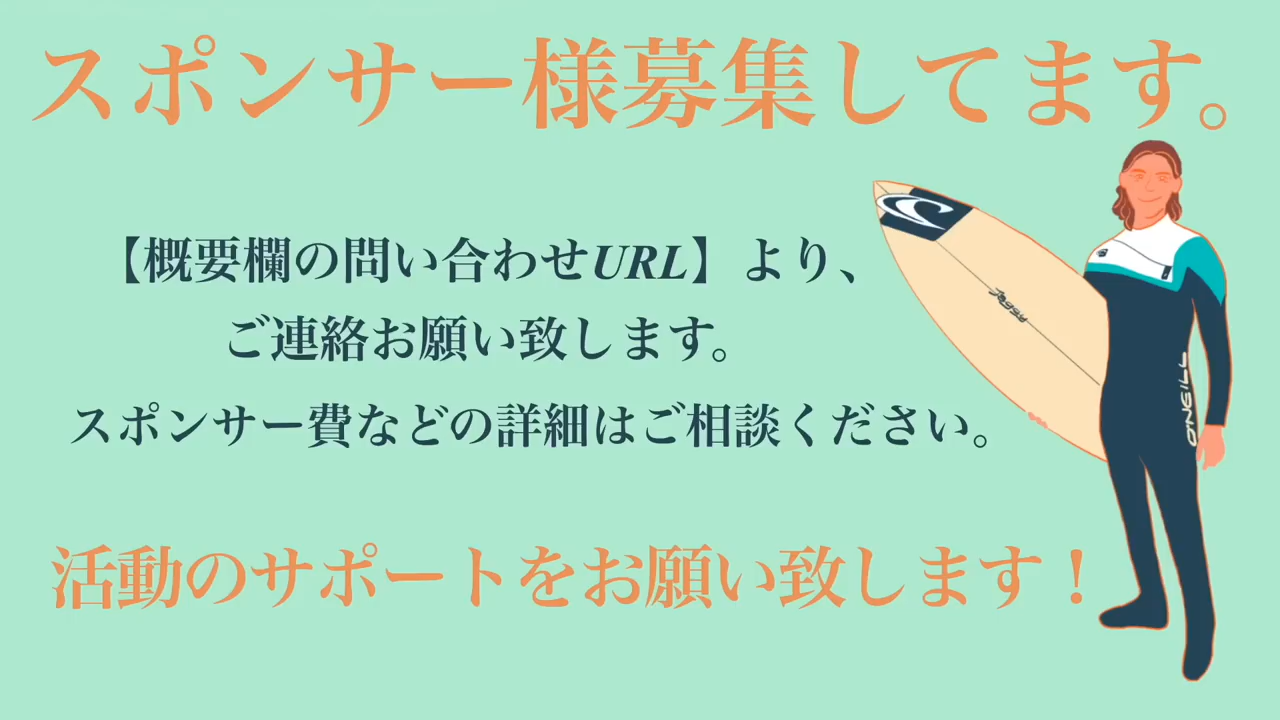 スポンサー様募集してます。
【概要欄の問い合わせURL】より、
ご連絡お願い致します。
スポンサー費などの詳細はご相談ください。
活動のサポートをお願い致します！
O'NEILL